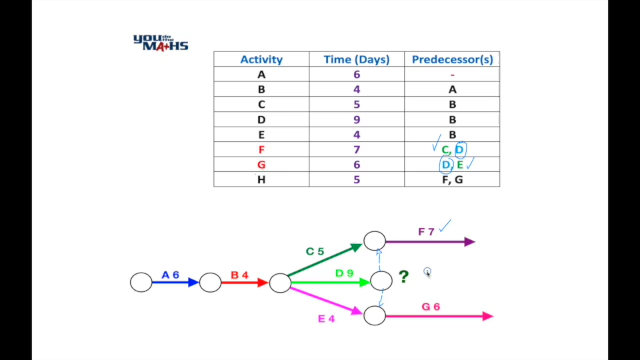 you do the
MATHS
Activity Time (Days) Predecessor(s)
A 6 -
B 4 A
C 5 B
D 9 B
E 4 B
F 7 C, D
G 6 D, E
H 5 F, G
F 7
C 5
A 6 B 4 D 9 ?
E 4 G 6